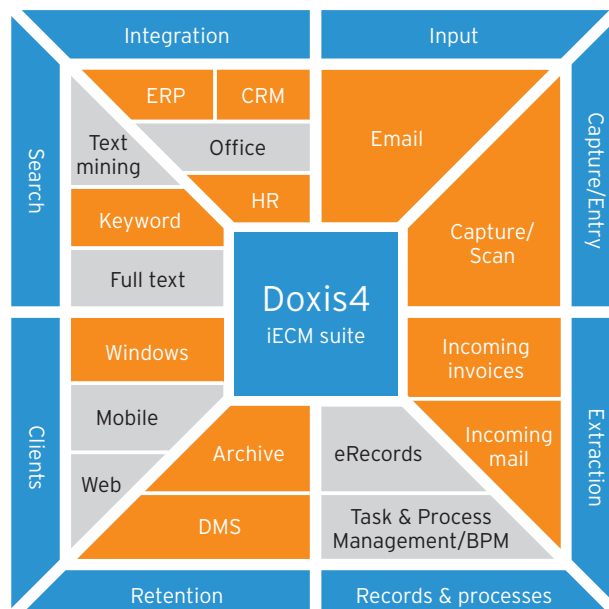 Integration
Input
ERP
CRM
Office
HR
Email
Capture/Entry
Capture/
Scan
Search
Text
mining
Keyword
Full text
Doxis4
iECM suite
Clients
Windows
Mobile
Web
Incoming
invoices
Incoming
mail
Extraction
Archive
DMS
eRecords
Task & Process
Management/BPM
Retention
Records & processes